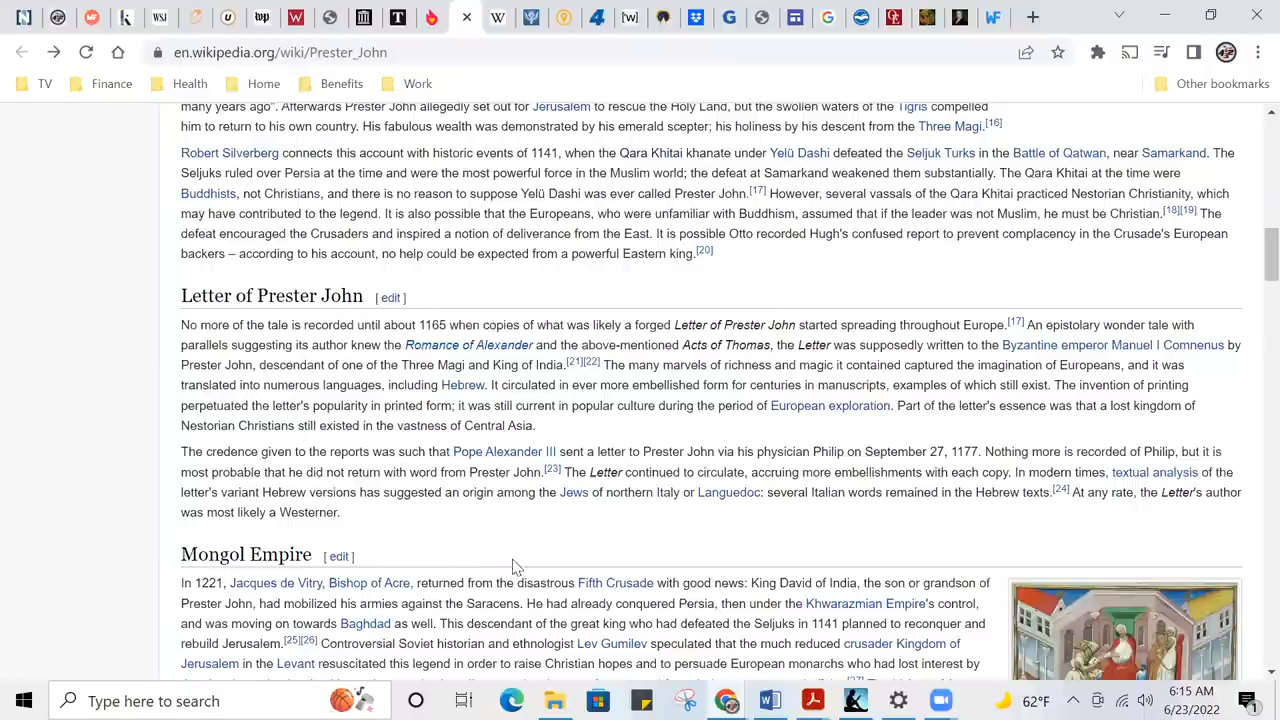 en.wikipedia.org/wiki/Prester_John
TV Finance Health Home Benefits Work Other bookmarks
many years ago". Afterwards Prester John allegedly set out for Jerusalem to rescue the Holy Land, but the swollen waters of the Tigris compelled
him to return to his own country. His fabulous wealth was demonstrated by his emerald scepter; his holiness by his descent from the Three Magi.[16]
Robert Silverberg connects this account with historic events of 1141, when the Qara Khitai khanate under Yelü Dashi defeated the Seljuk Turks in the Battle of Qatwan, near Samarkand. The
Seljuks ruled over Persia at the time and were the most powerful force in the Muslim world; the defeat at Samarkand weakened them substantially. The Qara Khitai at the time were
Buddhists, not Christians, and there is no reason to suppose Yelü Dashi was ever called Prester John.[17] However, several vassals of the Qara Khitai practiced Nestorian Christianity, which
may have contributed to the legend. It is also possible that the Europeans, who were unfamiliar with Buddhism, assumed that if the leader was not Muslim, he must be Christian.[18][19] The
defeat encouraged the Crusaders and inspired a notion of deliverance from the East. It is possible Otto recorded Hugh's confused report to prevent complacency in the Crusade's European
backers – according to his account, no help could be expected from a powerful Eastern king.[20]
Letter of Prester John [ edit ]
No more of the tale is recorded until about 1165 when copies of what was likely a forged Letter of Prester John started spreading throughout Europe.[17] An epistolary wonder tale with
parallels suggesting its author knew the Romance of Alexander and the above-mentioned Acts of Thomas, the Letter was supposedly written to the Byzantine emperor Manuel I Comnenus by
Prester John, descendant of one of the Three Magi and King of India.[21][22] The many marvels of richness and magic it contained captured the imagination of Europeans, and it was
translated into numerous languages, including Hebrew. It circulated in ever more embellished form for centuries in manuscripts, examples of which still exist. The invention of printing
perpetuated the letter's popularity in printed form; it was still current in popular culture during the period of European exploration. Part of the letter's essence was that a lost kingdom of
Nestorian Christians still existed in the vastness of Central Asia.
The credence given to the reports was such that Pope Alexander III sent a letter to Prester John via his physician Philip on September 27, 1177. Nothing more is recorded of Philip, but it is
most probable that he did not return with word from Prester John.[23] The Letter continued to circulate, accruing more embellishments with each copy. In modern times, textual analysis of the
letter's variant Hebrew versions has suggested an origin among the Jews of northern Italy or Languedoc: several Italian words remained in the Hebrew texts.[24] At any rate, the Letter's author
was most likely a Westerner.
Mongol Empire [ edit ]
In 1221, Jacques de Vitry, Bishop of Acre, returned from the disastrous Fifth Crusade with good news: King David of India, the son or grandson of
Prester John, had mobilized his armies against the Saracens. He had already conquered Persia, then under the Khwarazmian Empire's control,
and was moving on towards Baghdad as well. This descendant of the great king who had defeated the Seljuks in 1141 planned to reconquer and
rebuild Jerusalem.[25][26] Controversial Soviet historian and ethnologist Lev Gumilev speculated that the much reduced crusader Kingdom of
Jerusalem in the Levant resuscitated this legend in order to raise Christian hopes and to persuade European monarchs who had lost interest by
Type here to search 62°F 6:15 AM
6/23/2022